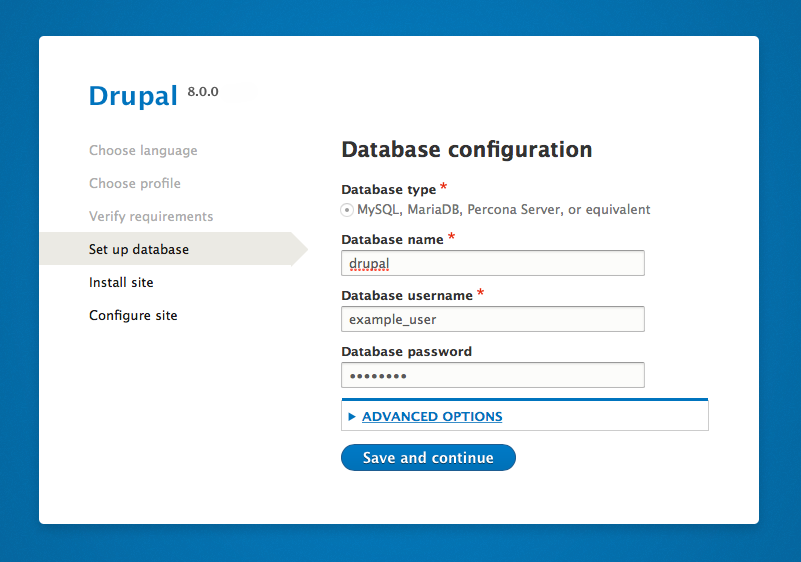 Drupal 8.0.0
Choose language
Choose profile
Verify requirements
Set up database
Install site
Configure site
Database configuration
Database type *
MySQL, MariaDB, Percona Server, or equivalent
Database name *
drupal
Database username *
example_user
Database password
••••••••
ADVANCED OPTIONS
Save and continue